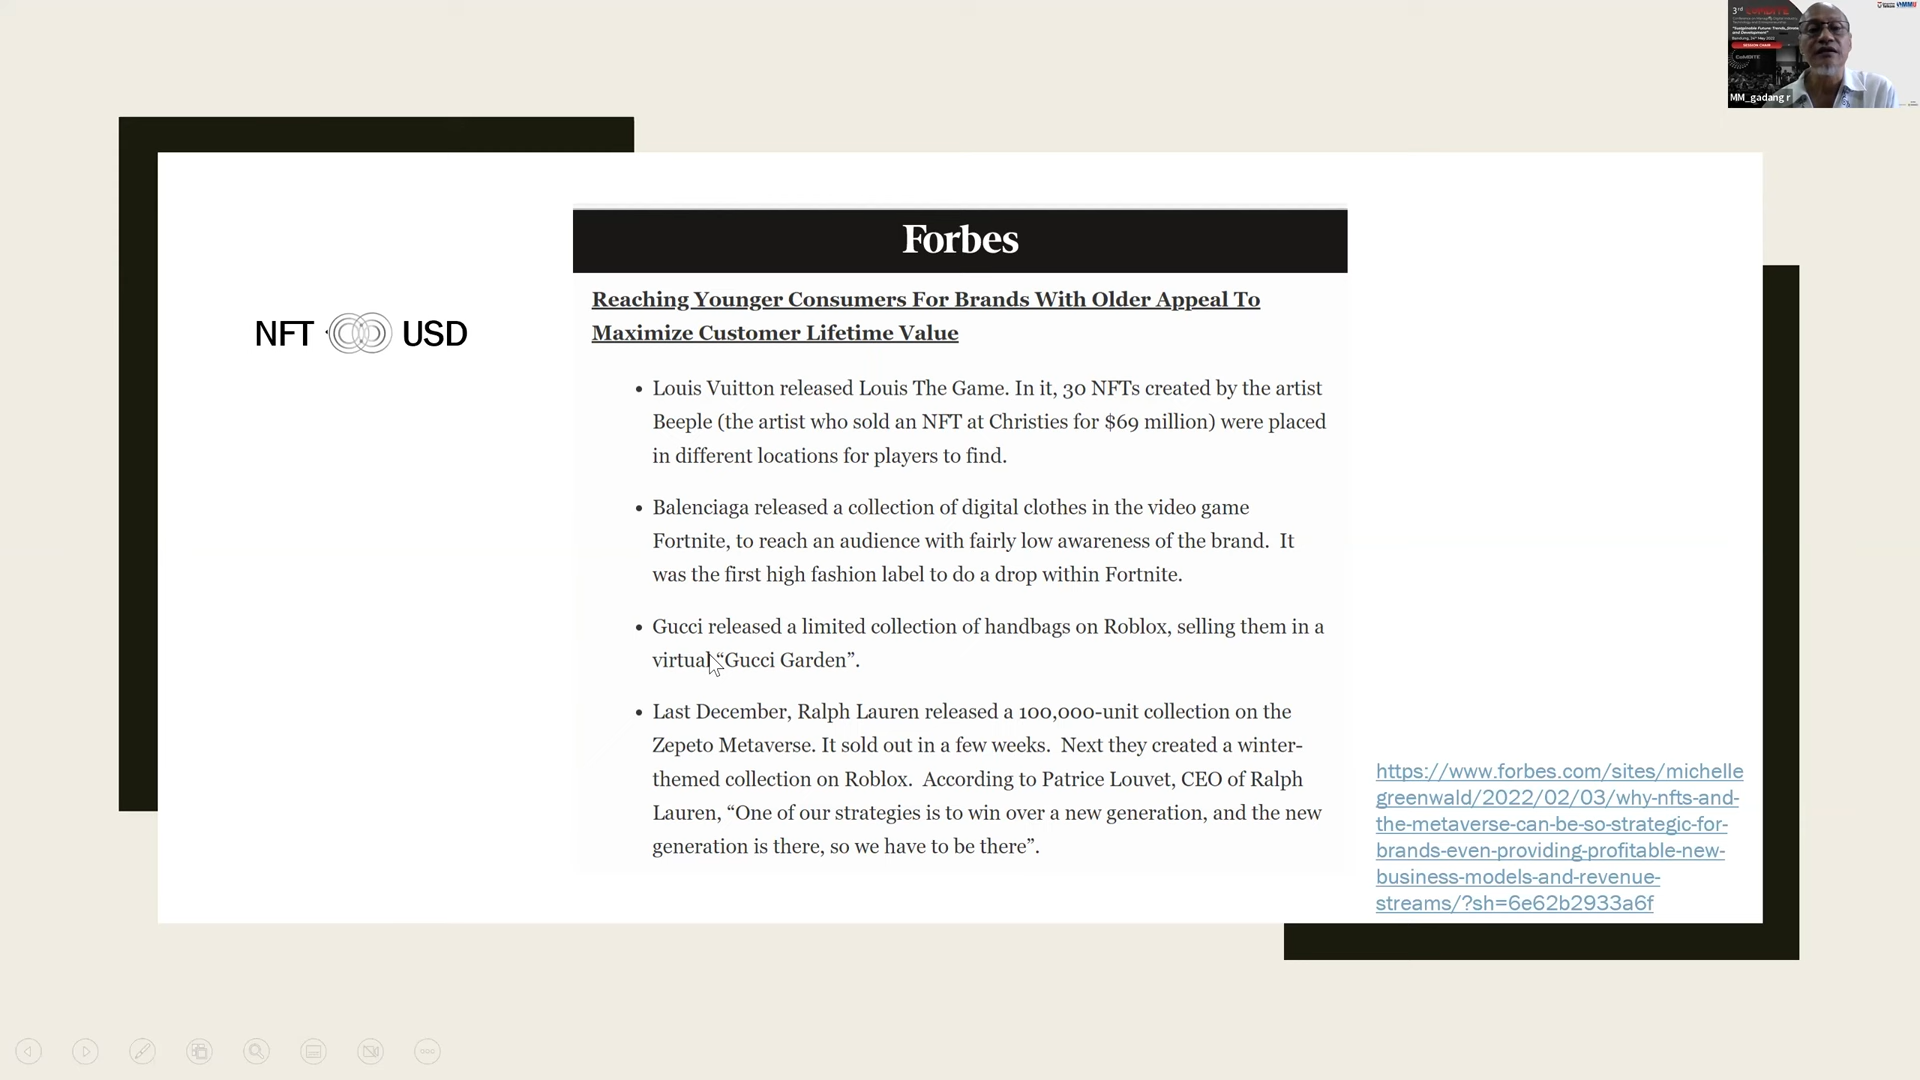 3rd CoMDITE
SESSION CHAIR
CoMDITE
MM_gadang r
Forbes
NFT USD
Reaching Younger Consumers For Brands With Older Appeal To
Maximize Customer Lifetime Value
• Louis Vuitton released Louis The Game. In it, 30 NFTs created by the artist
Beeple (the artist who sold an NFT at Christies for $69 million) were placed
in different locations for players to find.
• Balenciaga released a collection of digital clothes in the video game
Fortnite, to reach an audience with fairly low awareness of the brand.  It
was the first high fashion label to do a drop within Fortnite.
• Gucci released a limited collection of handbags on Roblox, selling them in a
virtual “Gucci Garden”.
• Last December, Ralph Lauren released a 100,000-unit collection on the
Zepeto Metaverse. It sold out in a few weeks.  Next they created a winter-
themed collection on Roblox.  According to Patrice Louvet, CEO of Ralph
Lauren, “One of our strategies is to win over a new generation, and the new
generation is there, so we have to be there”.
https://www.forbes.com/sites/michelle
greenwald/2022/02/03/why-nfts-and-
the-metaverse-can-be-so-strategic-for-
brands-even-providing-profitable-new-
business-models-and-revenue-
streams/?sh=6e62b2933a6f